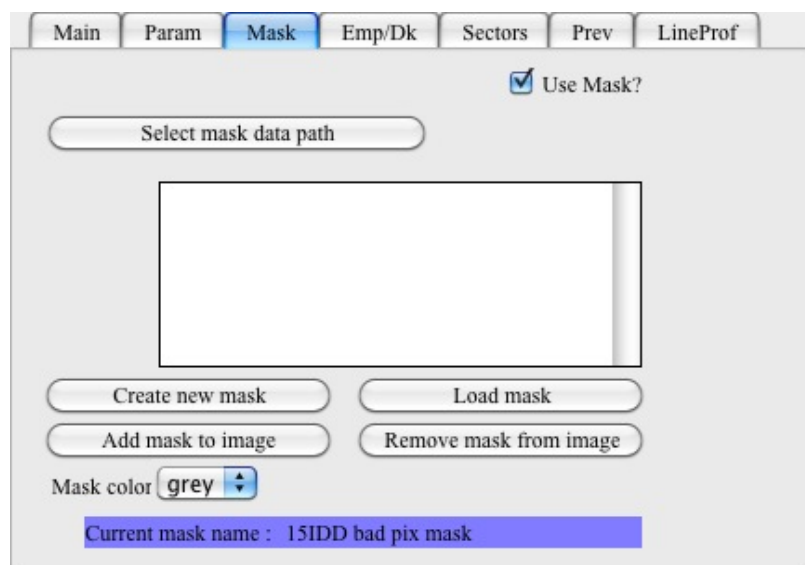 Main Param Mask Emp/Dk Sectors Prev LineProf
Use Mask?
Select mask data path
Create new mask Load mask
Add mask to image Remove mask from image
Mask color grey
Current mask name : 15IDD bad pix mask